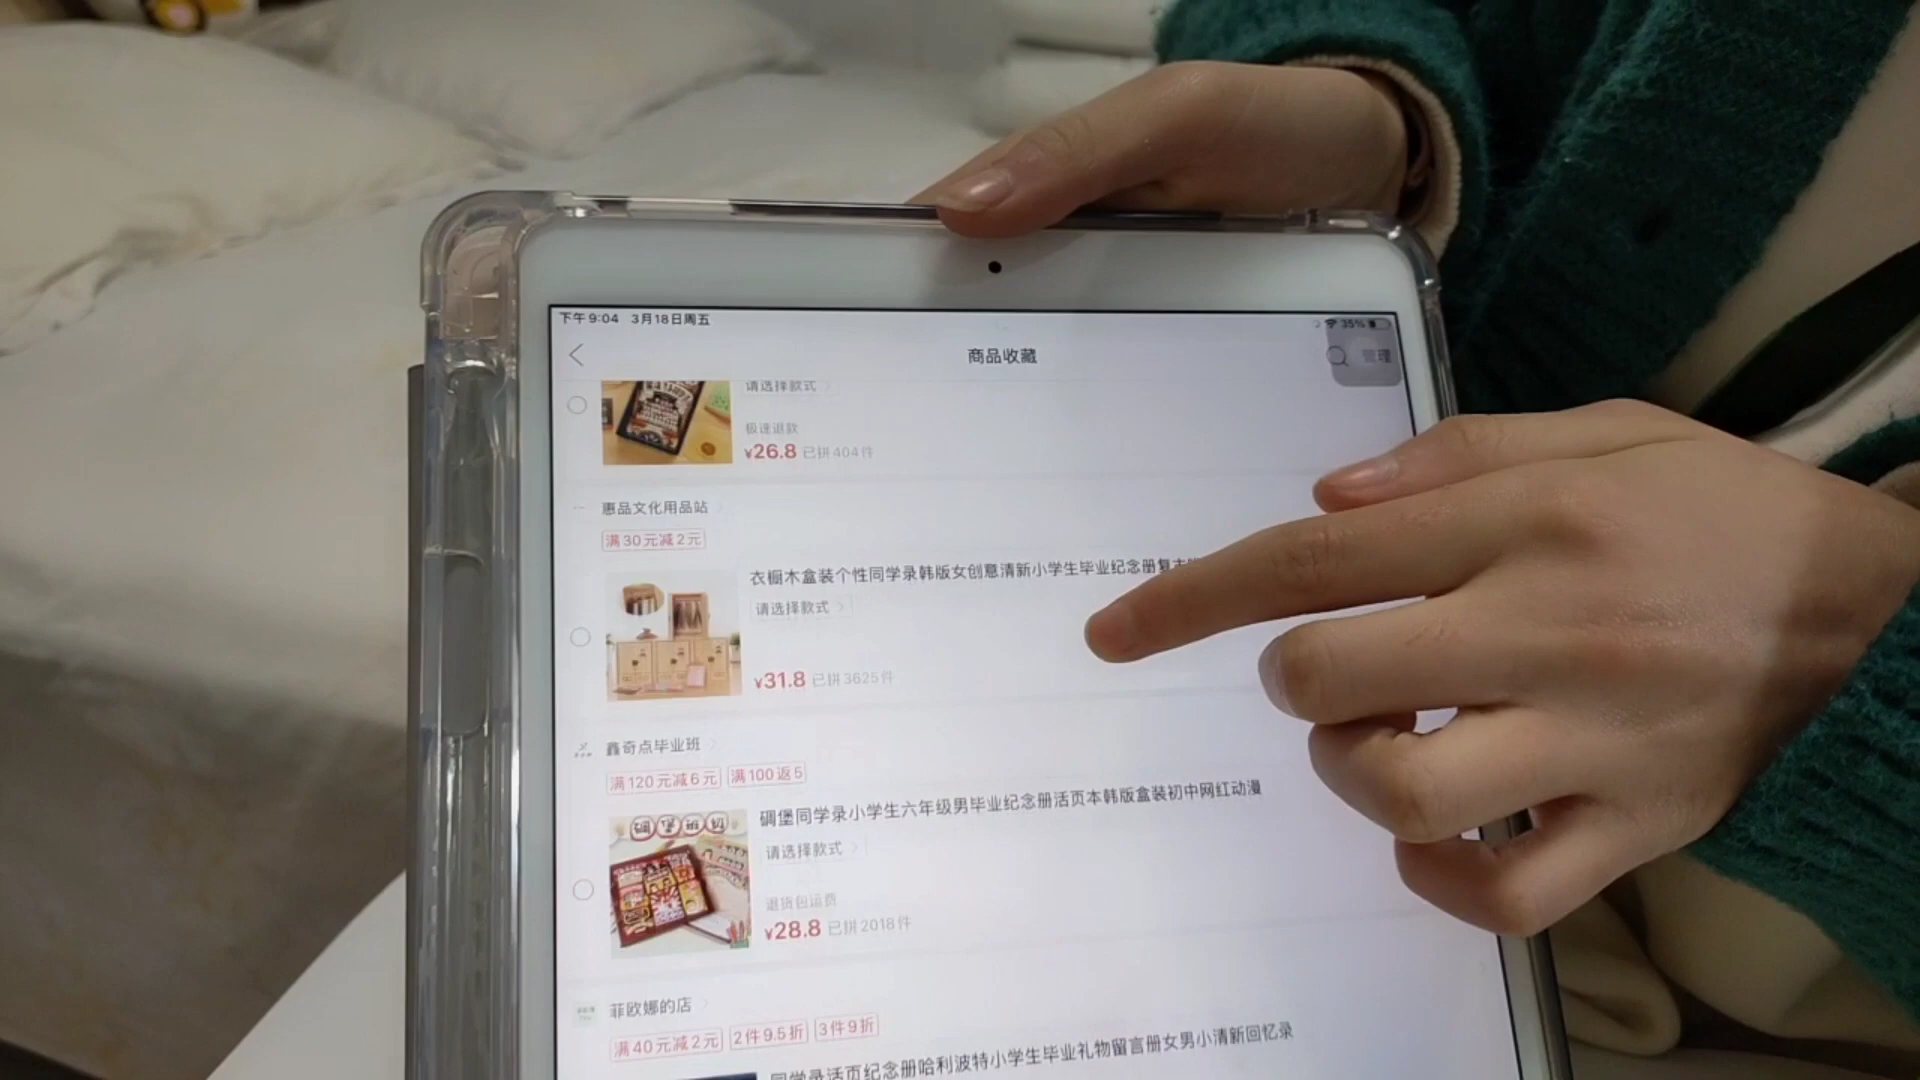 下午9:04 3月18日周五
35%
商品收藏
管理
请选择款式
极速退款
¥26.8 已拼404件
惠品文化用品站
满30元减2元
衣橱木盒装个性同学录韩版女创意清新小学生毕业纪念册复古
请选择款式
¥31.8 已拼3625件
鑫奇点毕业班
满120元减6元 满100返5
碉堡同学录小学生六年级男毕业纪念册活页本韩版盒装初中网红动漫
请选择款式
退货包运费
¥28.8 已拼2018件
菲欧娜的店
满40元减2元 2件9.5折 3件9折
同学录活页纪念册哈利波特小学生毕业礼物留言册女男小清新回忆录